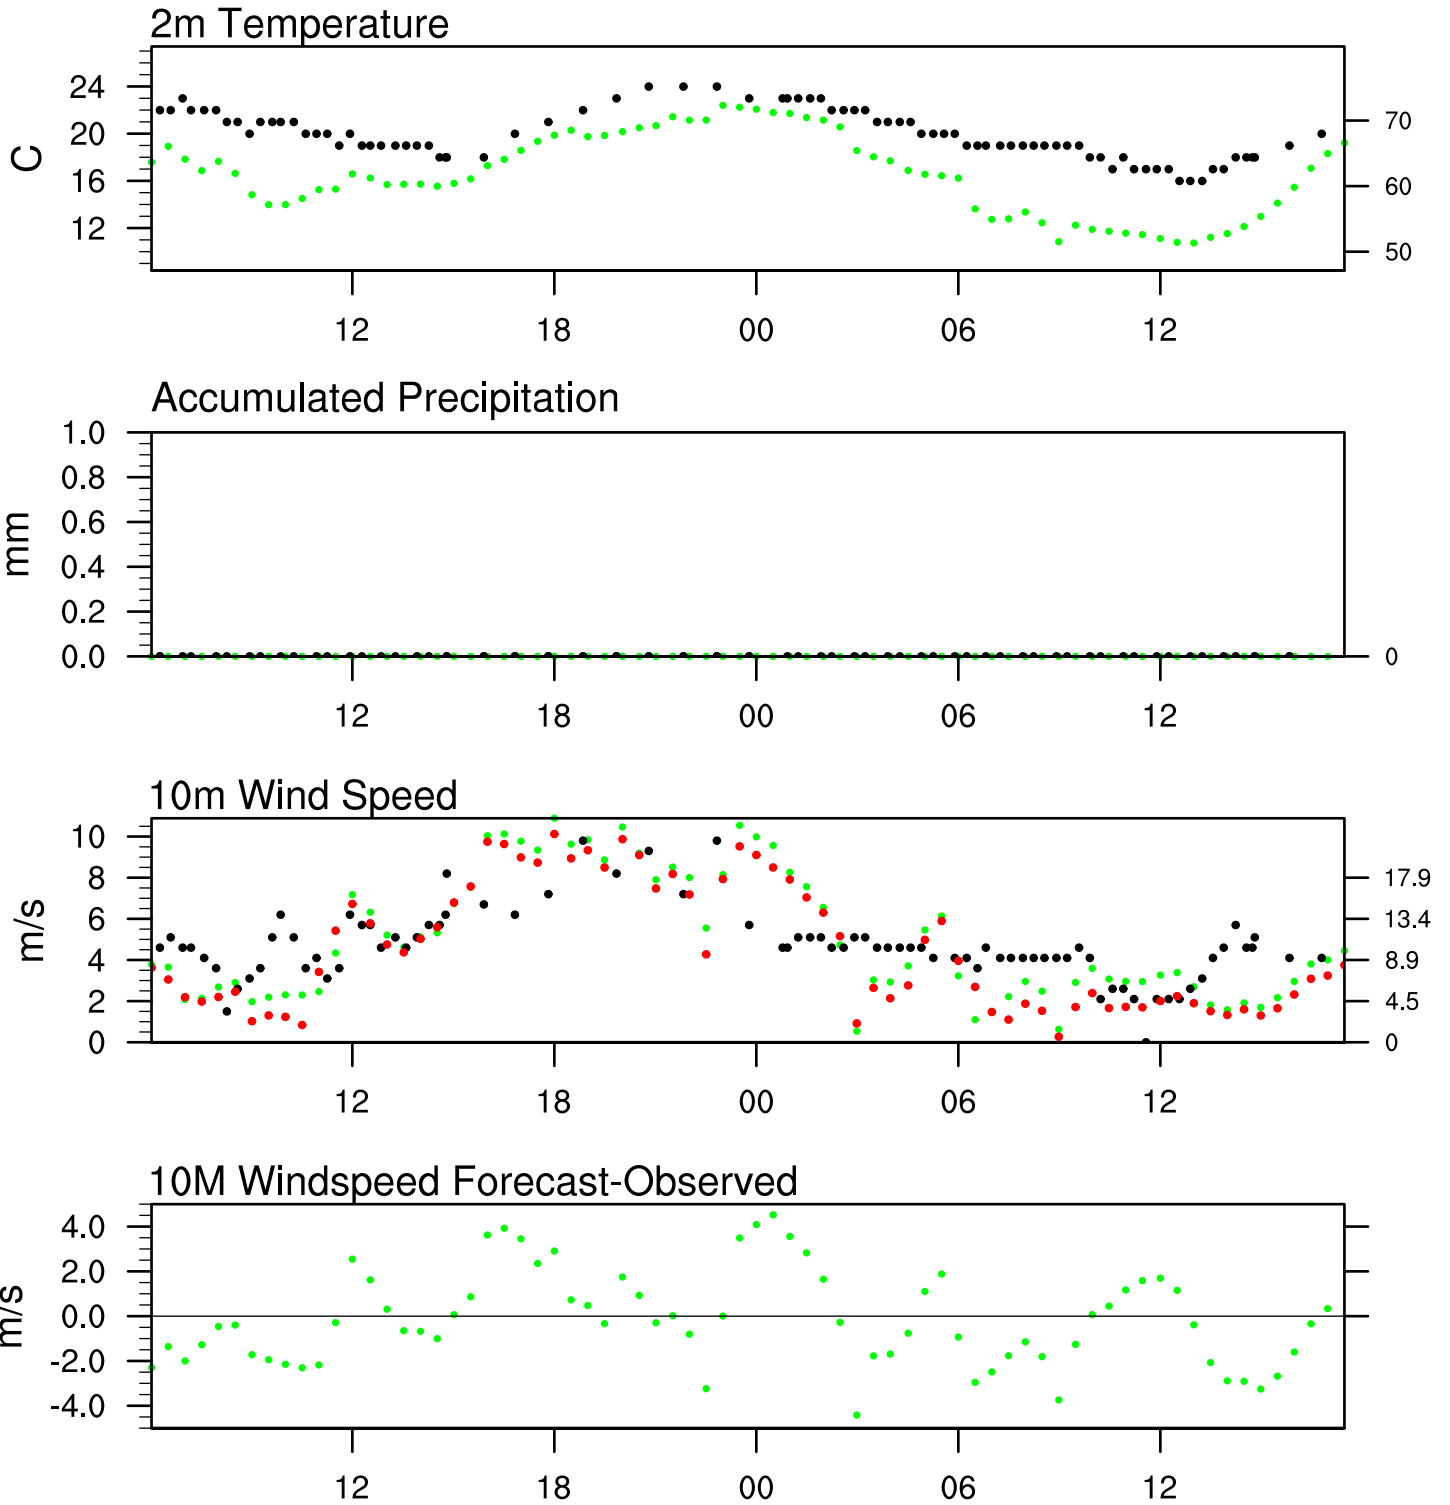 2m Temperature
24
20
16
12
C
70
60
50
12 18 00 06 12
Accumulated Precipitation
1.0
0.8
0.6
0.4
0.2
0.0
mm
0
12 18 00 06 12
10m Wind Speed
10
8
6
4
2
0
m/s
17.9
13.4
8.9
4.5
0
12 18 00 06 12
10M Windspeed Forecast-Observed
4.0
2.0
0.0
-2.0
-4.0
m/s
12 18 00 06 12